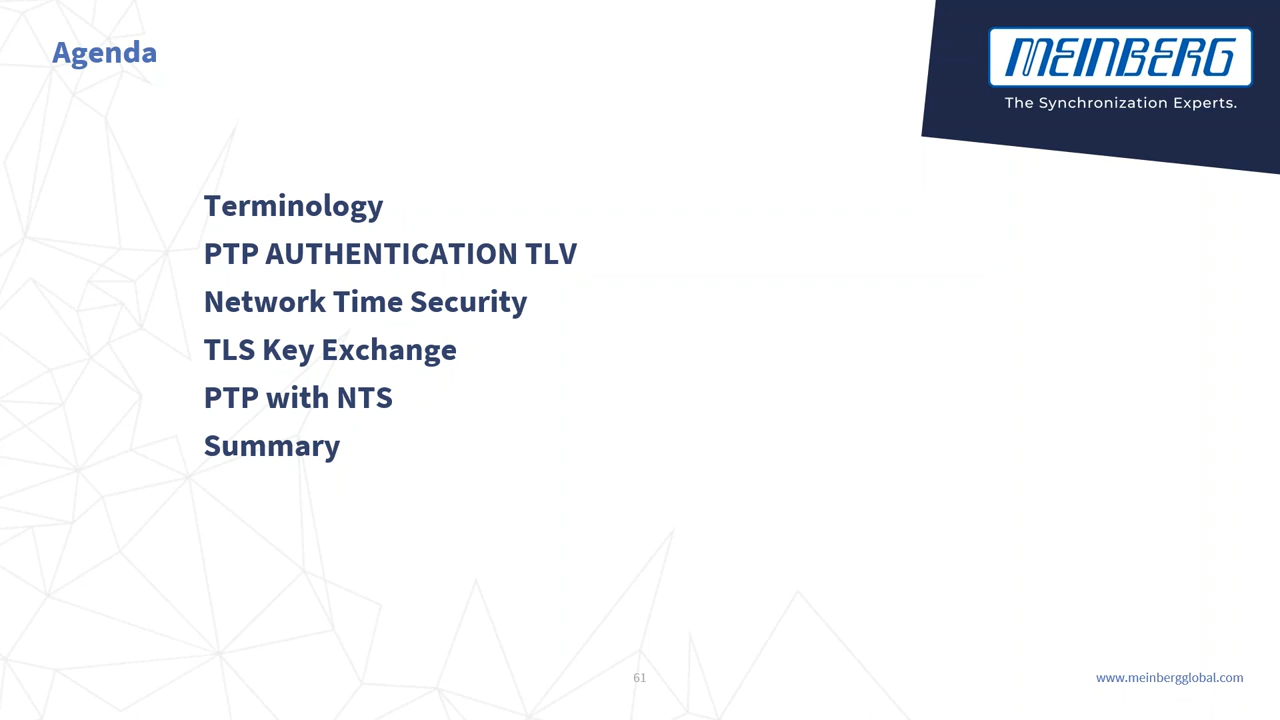 Agenda
MEINBERG
The Synchronization Experts.
Terminology
PTP AUTHENTICATION TLV
Network Time Security
TLS Key Exchange
PTP with NTS
Summary
61
www.meinbergglobal.com